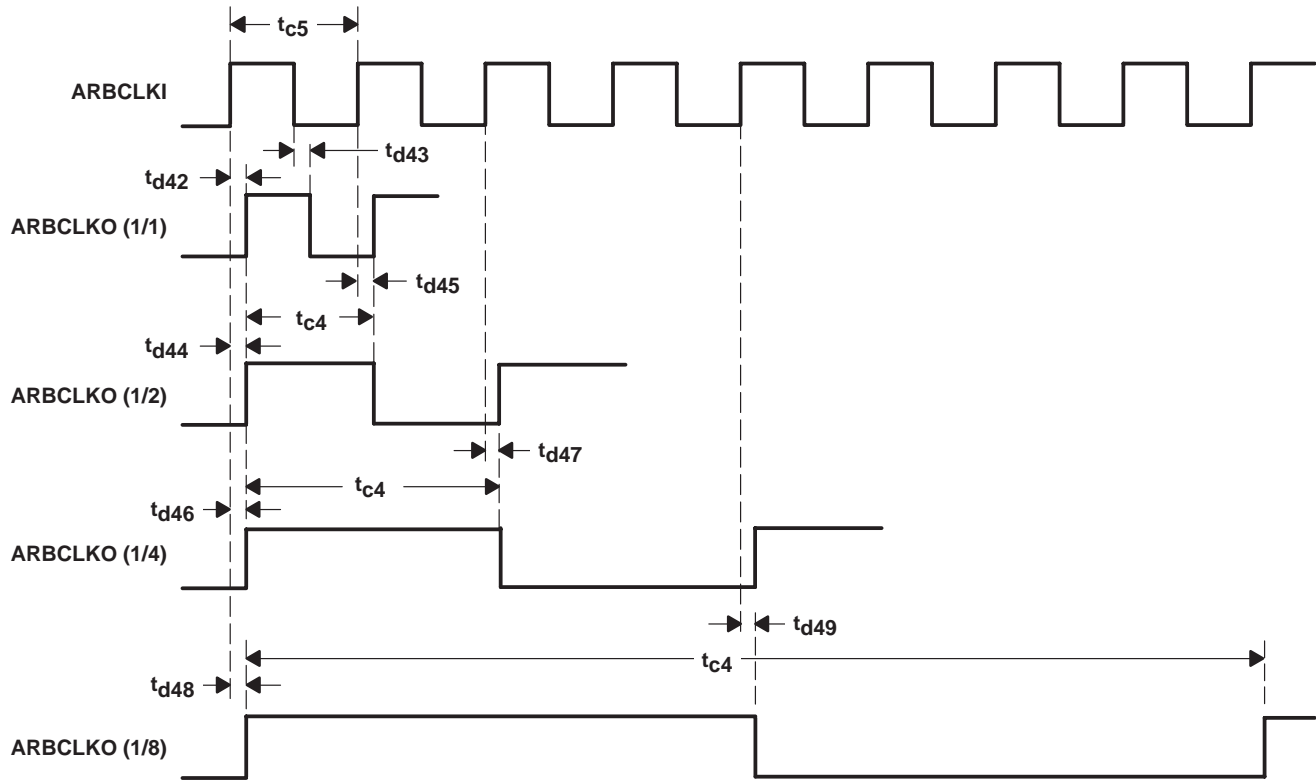 tc5
ARBCLKI
td43
td42
ARBCLKO (1/1)
td45
tc4
td44
ARBCLKO (1/2)
td47
tc4
td46
ARBCLKO (1/4)
td49
tc4
td48
ARBCLKO (1/8)